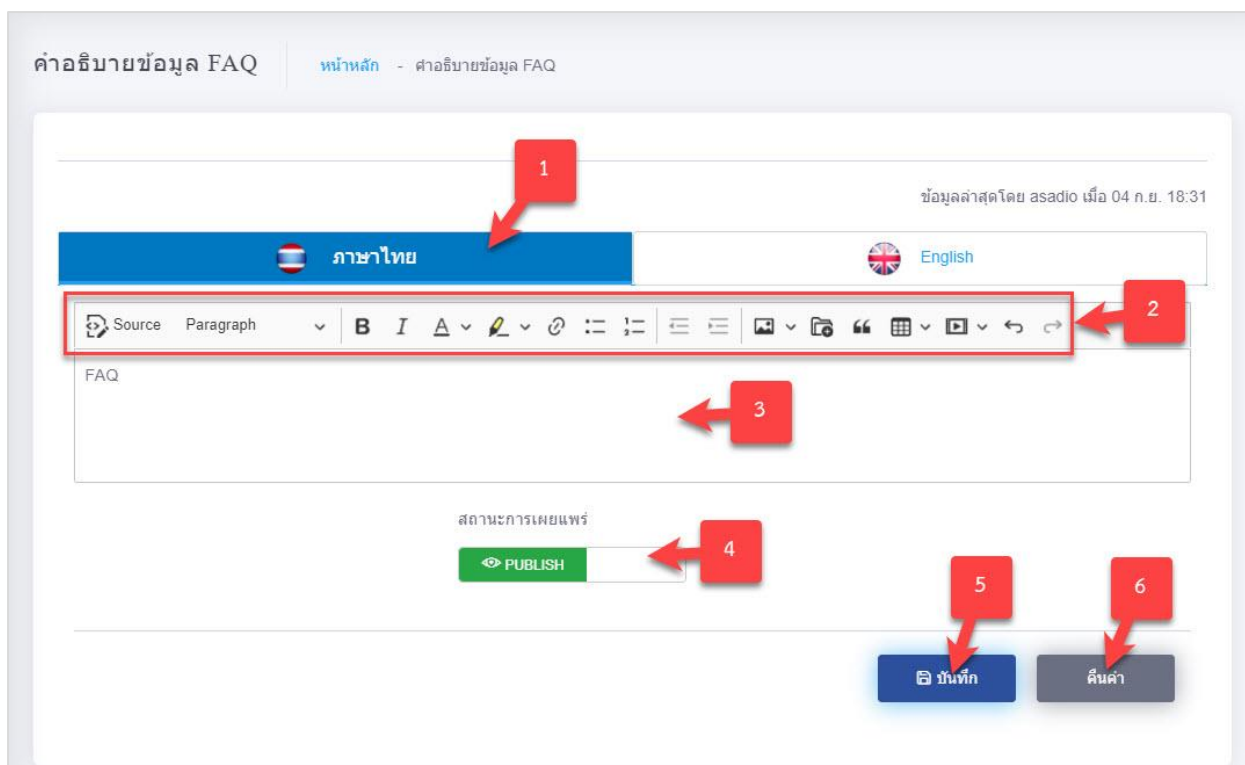 คำอธิบายข้อมูล FAQ
หน้าหลัก - คำอธิบายข้อมูล FAQ
1
ข้อมูลล่าสุดโดย asadio เมื่อ 04 ก.ย. 18:31
ภาษาไทย English
2
Source Paragraph B I A
FAQ
3
สถานะการเผยแพร่
PUBLISH
4
5 6
บันทึก คืนค่า